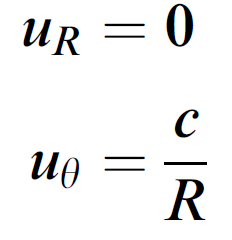 u_R = 0
u_θ = c/R